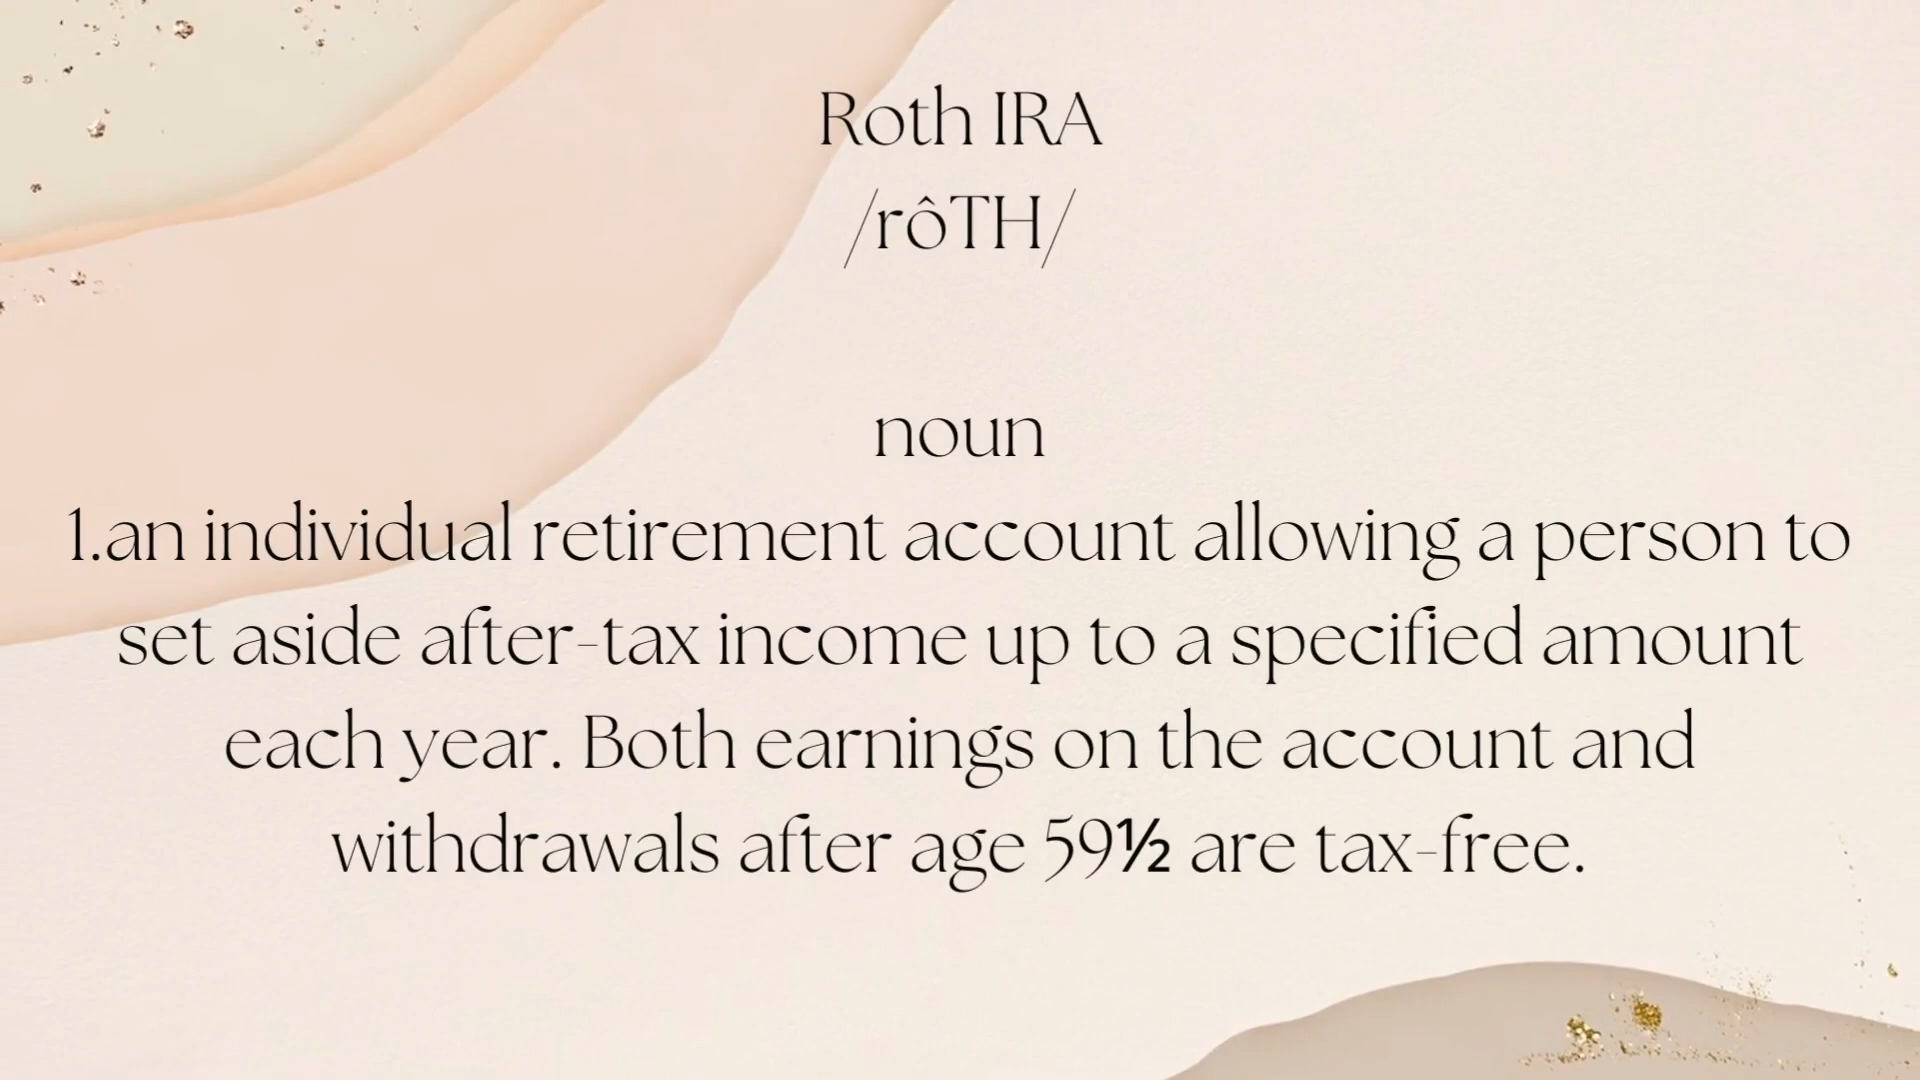 Roth IRA
/rôTH/
noun
1.an individual retirement account allowing a person to
set aside after-tax income up to a specified amount
each year. Both earnings on the account and
withdrawals after age 59½ are tax-free.